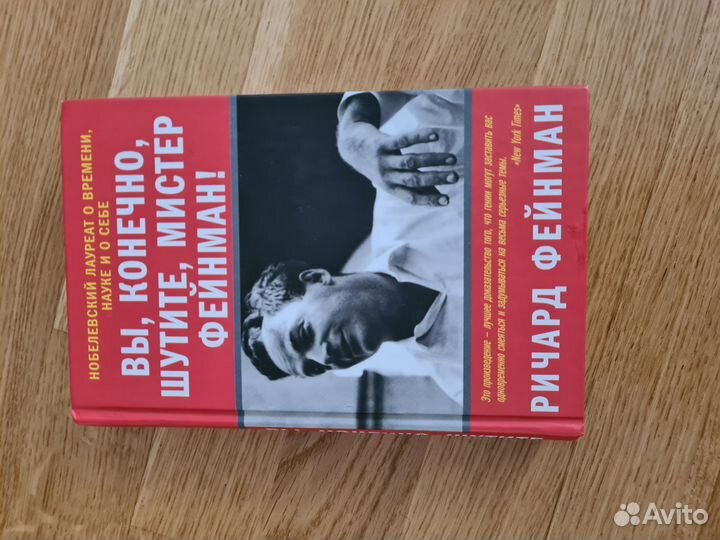 НОБЕЛЕВСКИЙ ЛАУРЕАТ О ВРЕМЕНИ,
НАУКЕ И О СЕБЕ
ВЫ, КОНЕЧНО,
ШУТИТЕ, МИСТЕР
ФЕЙНМАН!
Это произведение – лучшее доказательство того, что гении могут заставить вас
одновременно смеяться и задумываться на весьма серьезные темы.
«New York Times»
РИЧАРД ФЕЙНМАН
Avito